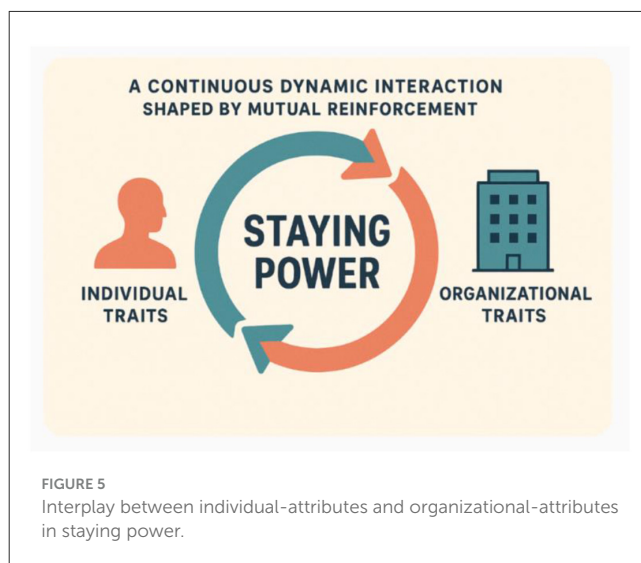 A CONTINUOUS DYNAMIC INTERACTION
SHAPED BY MUTUAL REINFORCEMENT
STAYING
POWER
INDIVIDUAL
TRAITS
ORGANIZATIONAL
TRAITS
FIGURE 5
Interplay between individual-attributes and organizational-attributes
in staying power.